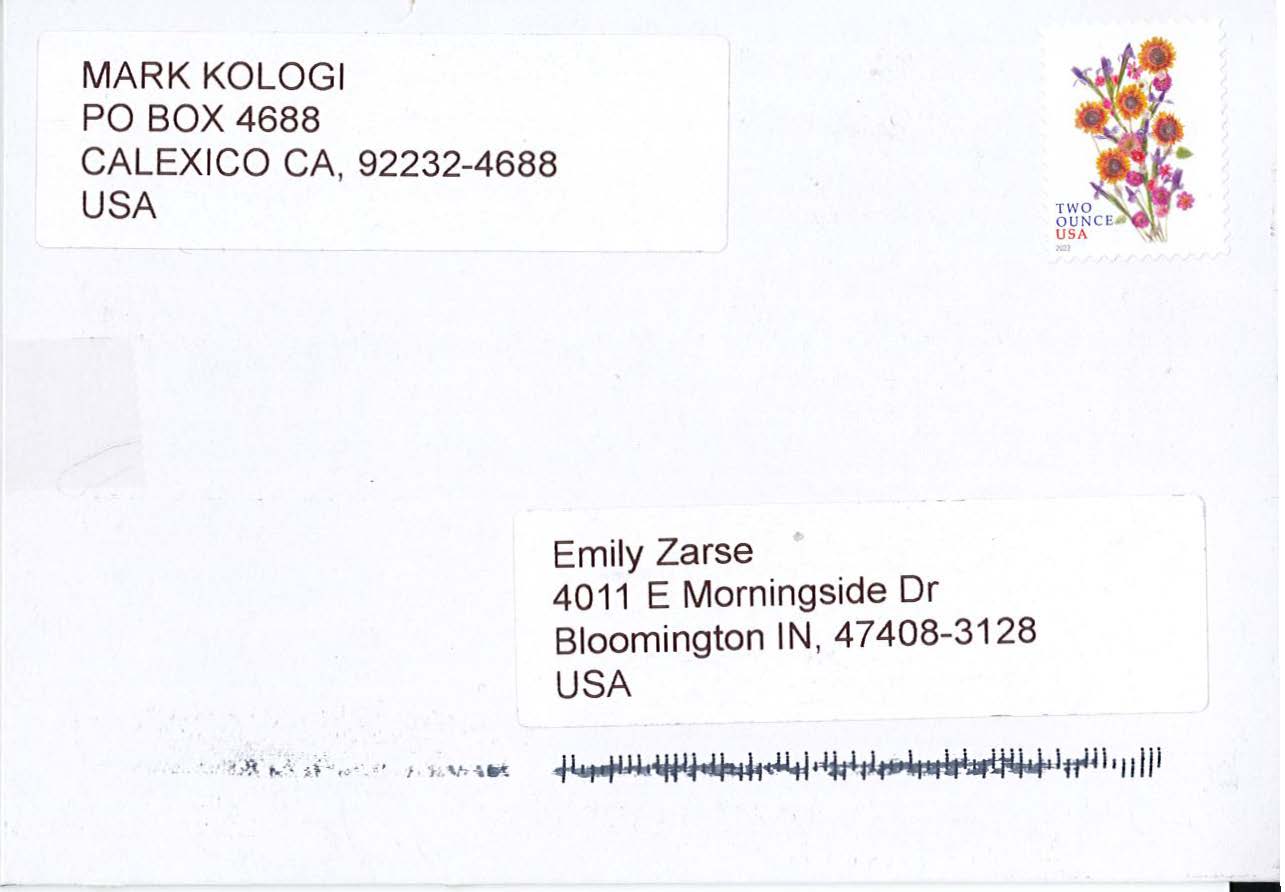 MARK KOLOGI
PO BOX 4688
CALEXICO CA, 92232-4688
USA
TWO
OUNCE
USA
2022
Emily Zarse
4011 E Morningside Dr
Bloomington IN, 47408-3128
USA